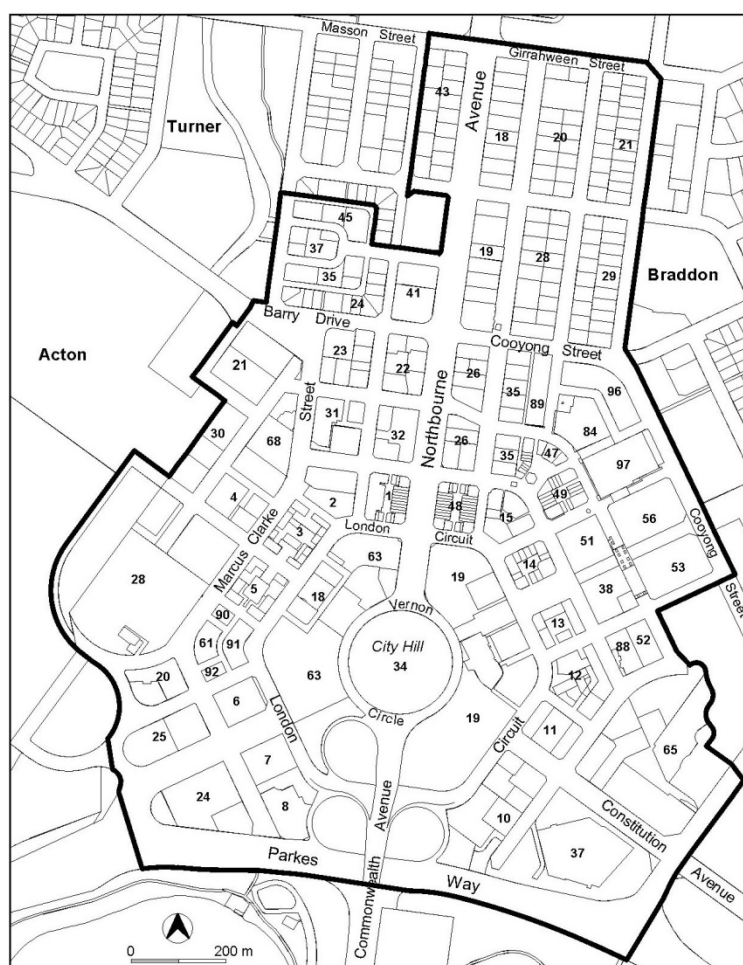 Masson Street
Girrahween Street
43
Avenue
18
20
21
Turner
45
37
35
24
41
19
28
29
Braddon
Barry Drive
Cooyong Street
Acton
21
23
22
26
35
89
96
Street
Northbourne
30
68
31
32
26
35
47
84
97
4
2
1
48
15
49
56
Marcus Clarke
3
London Circuit
51
Cooyong Street
28
5
18
63
19
14
38
53
Vernon
90
City Hill
13
61
91
34
88
52
92
63
12
20
6
Circle
19
11
65
25
London
Circuit
7
24
8
Avenue
10
Constitution
37
Parkes Way
Avenue
Commonwealth
0 200 m